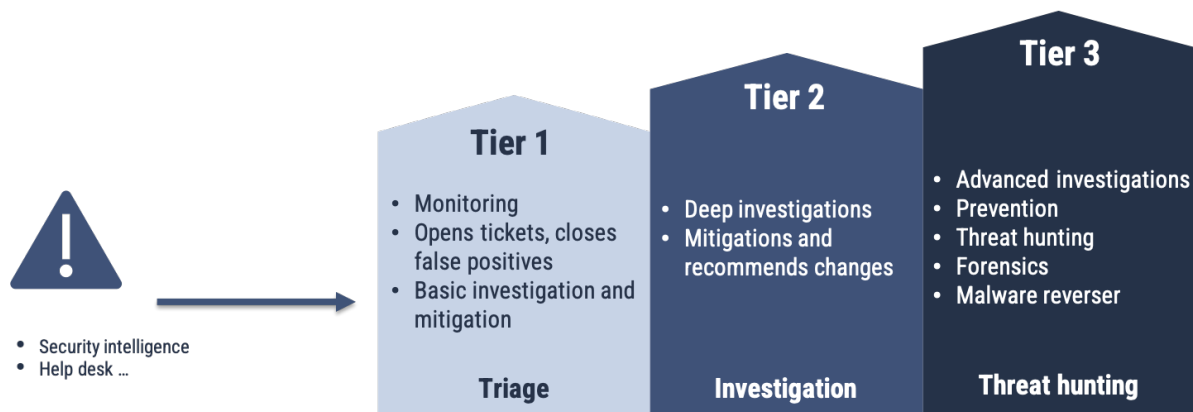 • Security intelligence
• Help desk ...
Tier 1
• Monitoring
• Opens tickets, closes
false positives
• Basic investigation and
mitigation
Triage
Tier 2
• Deep investigations
• Mitigations and
recommends changes
Investigation
Tier 3
• Advanced investigations
• Prevention
• Threat hunting
• Forensics
• Malware reverser
Threat hunting